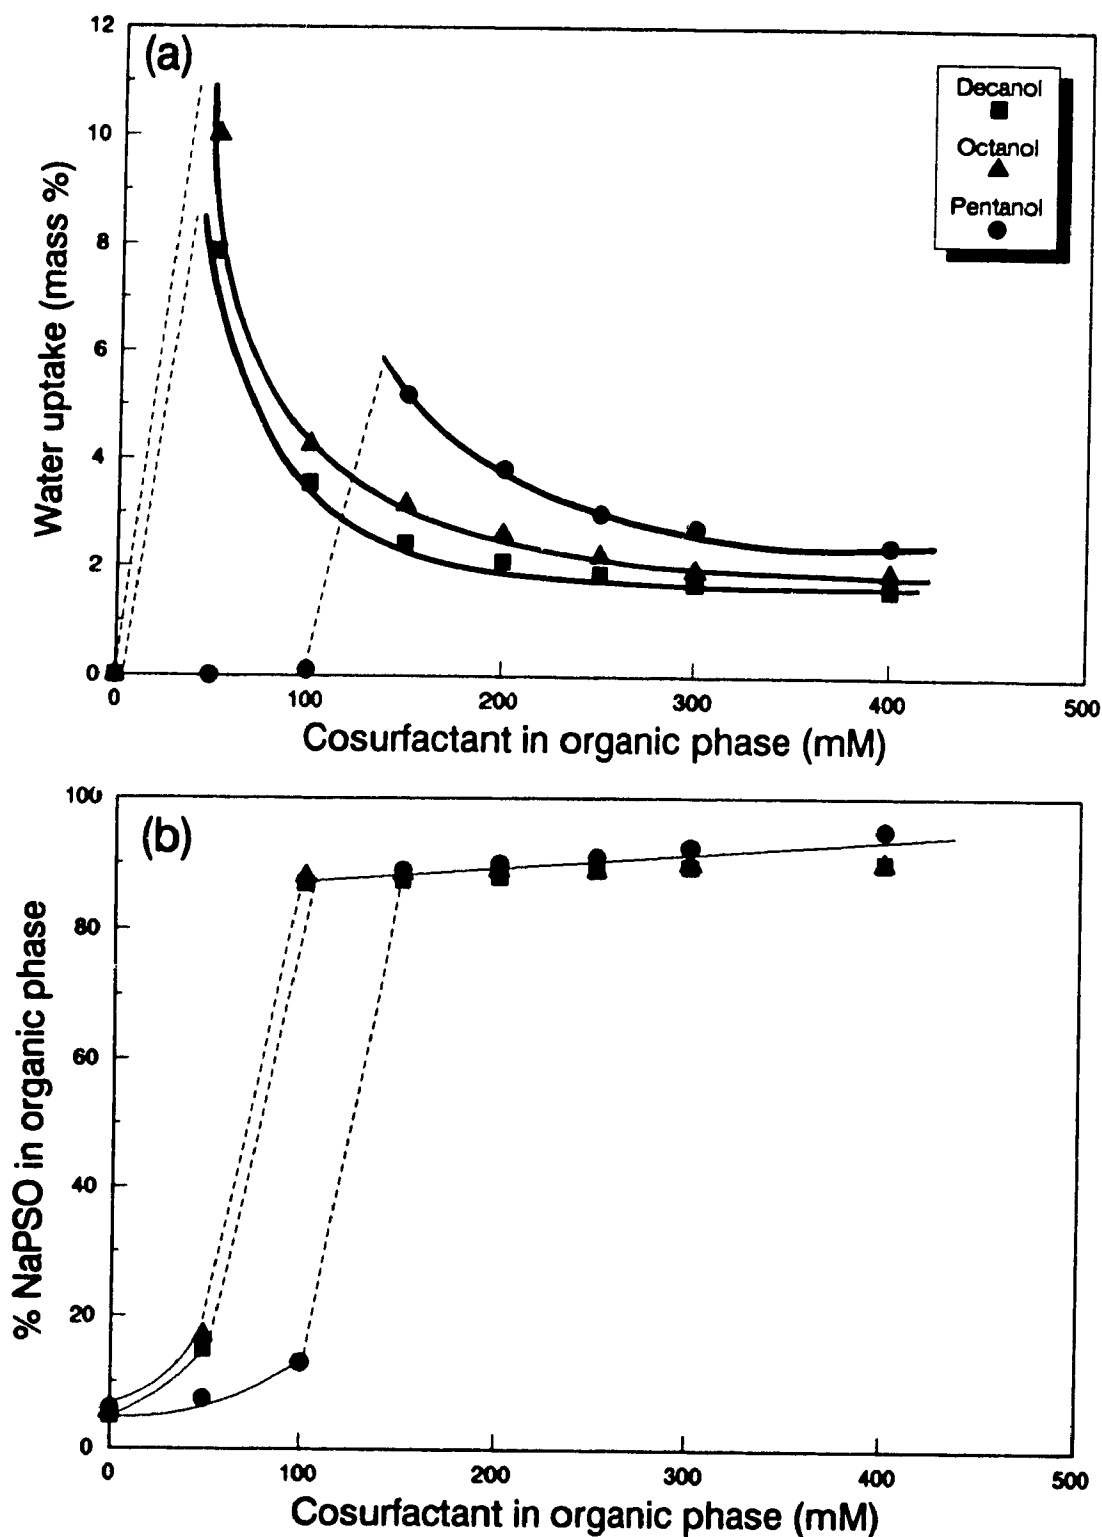 (a)
12
10
8
6
4
2
0
Water uptake (mass %)
Decanol
Octanol
Pentanol
0 100 200 300 400 500
Cosurfactant in organic phase (mM)
(b)
100
80
60
40
20
0
% NaPSO in organic phase
0 100 200 300 400 500
Cosurfactant in organic phase (mM)